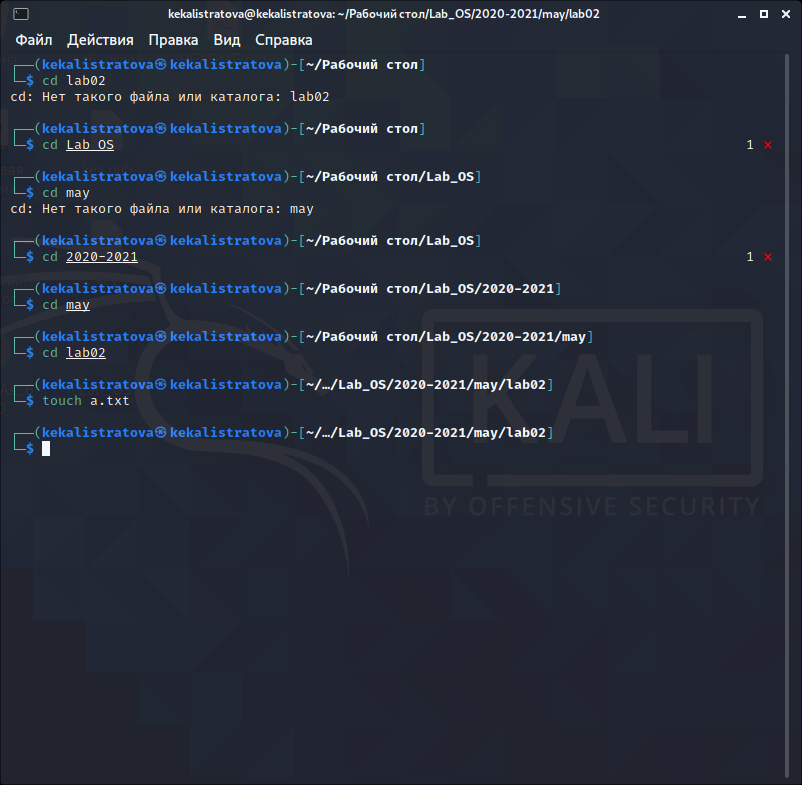 kekalistratova@kekalistratova: ~/Рабочий стол/Lab_OS/2020-2021/may/lab02
Файл Действия Правка Вид Справка
┌──(kekalistratova㉿kekalistratova)-[~/Рабочий стол]
└─$ cd lab02
cd: Нет такого файла или каталога: lab02
┌──(kekalistratova㉿kekalistratova)-[~/Рабочий стол]
└─$ cd Lab_OS 1 ⨯
┌──(kekalistratova㉿kekalistratova)-[~/Рабочий стол/Lab_OS]
└─$ cd may
cd: Нет такого файла или каталога: may
┌──(kekalistratova㉿kekalistratova)-[~/Рабочий стол/Lab_OS]
└─$ cd 2020-2021 1 ⨯
┌──(kekalistratova㉿kekalistratova)-[~/Рабочий стол/Lab_OS/2020-2021]
└─$ cd may
┌──(kekalistratova㉿kekalistratova)-[~/Рабочий стол/Lab_OS/2020-2021/may]
└─$ cd lab02
┌──(kekalistratova㉿kekalistratova)-[~/…/Lab_OS/2020-2021/may/lab02]
└─$ touch a.txt
┌──(kekalistratova㉿kekalistratova)-[~/…/Lab_OS/2020-2021/may/lab02]
└─$
KALI
BY OFFENSIVE SECURITY